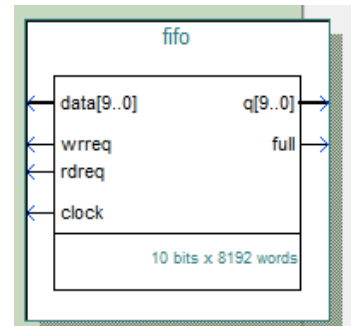 fifo
data[9..0] q[9..0]
wrreq full
rdreq
clock
10 bits x 8192 words